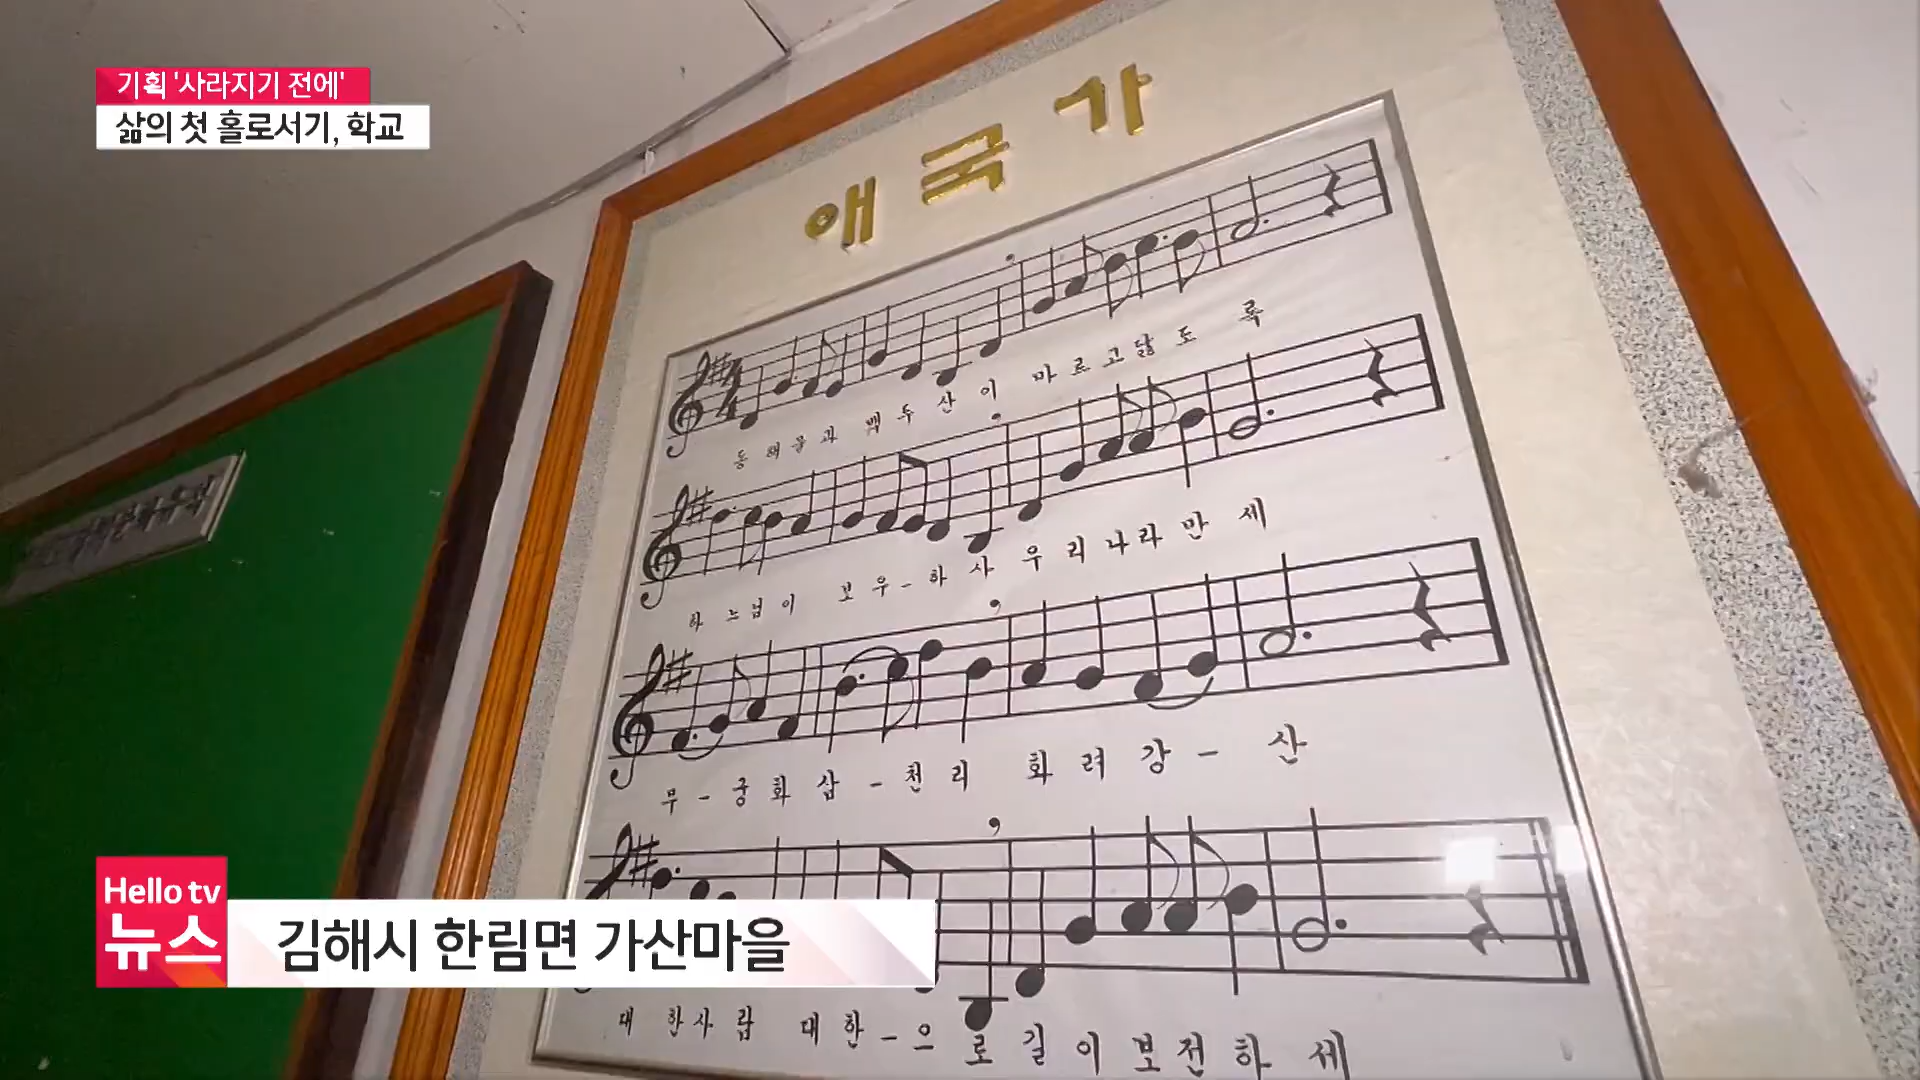 기획 '사라지기 전에'
삶의 첫 홀로서기, 학교
애국가
동해물과 백두산이 마르고닳도록
하느님이 보우-하사 우리나라만세
무-궁화삼-천리 화려강-산
대한사람 대한-으로길이보전하세
Hello tv
뉴스
김해시 한림면 가산마을